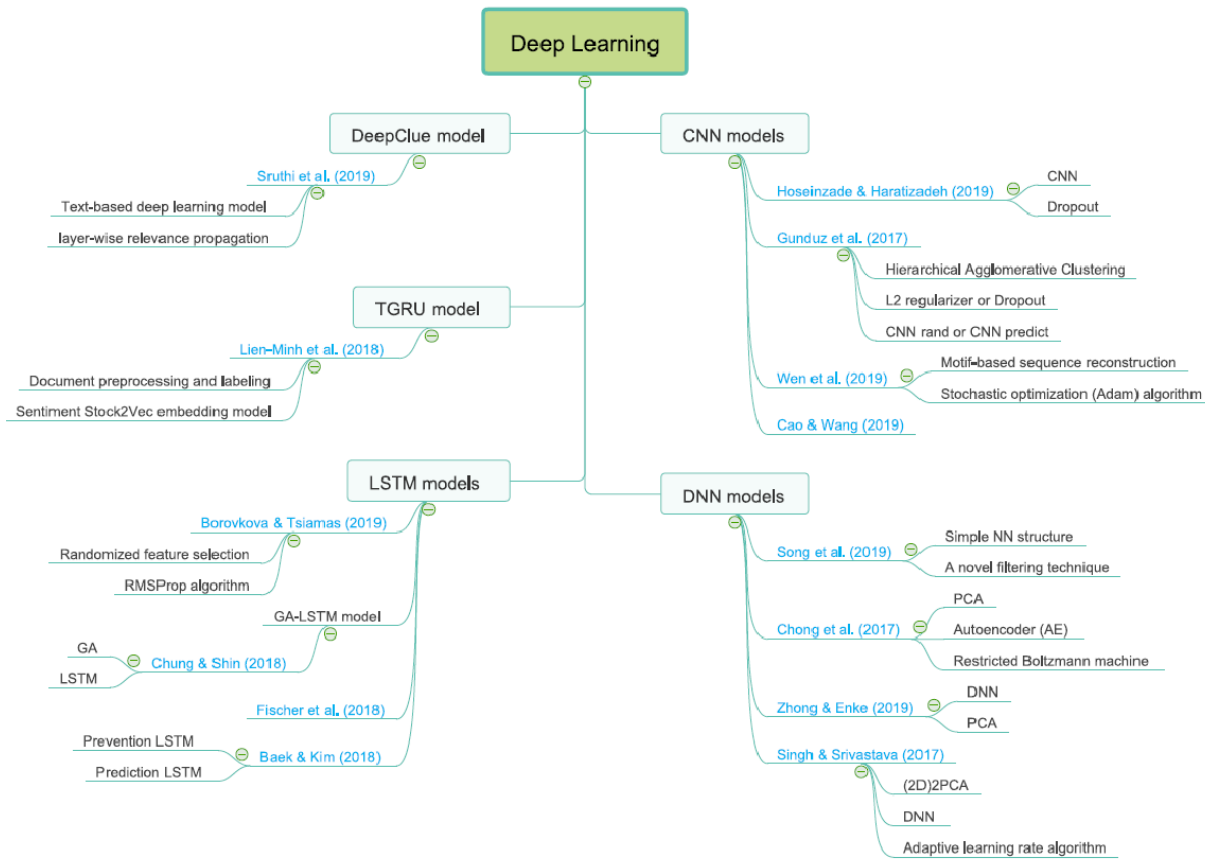 Deep Learning
DeepClue model
Sruthi et al. (2019)
Text-based deep learning model
layer-wise relevance propagation
TGRU model
Lien-Minh et al. (2018)
Document preprocessing and labeling
Sentiment Stock2Vec embedding model
LSTM models
Borovkova & Tsiamas (2019)
Randomized feature selection
RMSProp algorithm
GA-LSTM model
Chung & Shin (2018)
GA
LSTM
Fischer et al. (2018)
Baek & Kim (2018)
Prevention LSTM
Prediction LSTM
CNN models
Hoseinzade & Haratizadeh (2019)
CNN
Dropout
Gunduz et al. (2017)
Hierarchical Agglomerative Clustering
L2 regularizer or Dropout
CNN rand or CNN predict
Wen et al. (2019)
Motif-based sequence reconstruction
Stochastic optimization (Adam) algorithm
Cao & Wang (2019)
DNN models
Song et al. (2019)
Simple NN structure
A novel filtering technique
Chong et al. (2017)
PCA
Autoencoder (AE)
Restricted Boltzmann machine
Zhong & Enke (2019)
DNN
PCA
Singh & Srivastava (2017)
(2D)2PCA
DNN
Adaptive learning rate algorithm